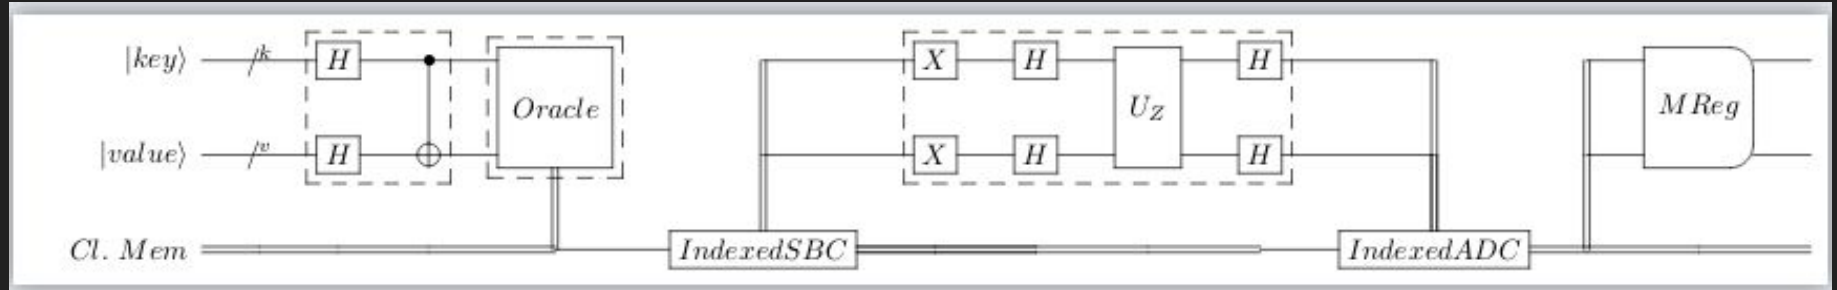 |key⟩ k H Oracle X H U_Z H MReg
|value⟩ v H X H H
Cl. Mem IndexedSBC IndexedADC